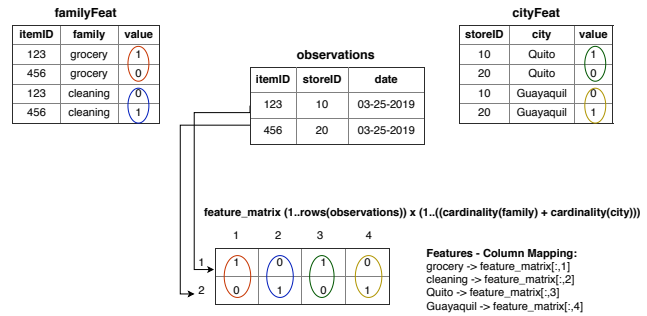 familyFeat
itemID family value
123 grocery 1
456 grocery 0
123 cleaning 0
456 cleaning 1
observations
itemID storeID date
123 10 03-25-2019
456 20 03-25-2019
cityFeat
storeID city value
10 Quito 1
20 Quito 0
10 Guayaquil 0
20 Guayaquil 1
feature_matrix (1..rows(observations)) x (1..((cardinality(family) + cardinality(city)))
1 2 3 4
1 1 0 1 0
2 0 1 0 1
Features - Column Mapping:
grocery -> feature_matrix[:,1]
cleaning -> feature_matrix[:,2]
Quito -> feature_matrix[:,3]
Guayaquil -> feature_matrix[:,4]